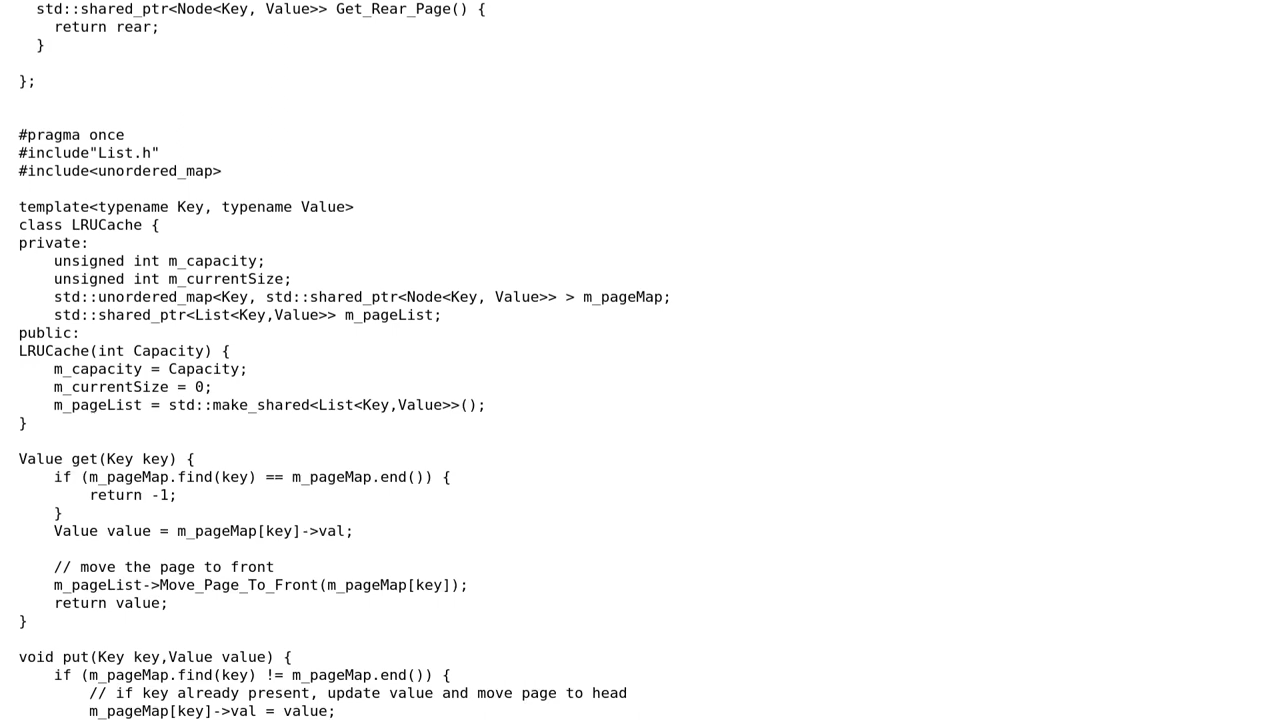 std::shared_ptr<Node<Key, Value>> Get_Rear_Page() {
return rear;
}
};
#pragma once
#include"List.h"
#include<unordered_map>
template<typename Key, typename Value>
class LRUCache {
private:
unsigned int m_capacity;
unsigned int m_currentSize;
std::unordered_map<Key, std::shared_ptr<Node<Key, Value>> > m_pageMap;
std::shared_ptr<List<Key,Value>> m_pageList;
public:
LRUCache(int Capacity) {
m_capacity = Capacity;
m_currentSize = 0;
m_pageList = std::make_shared<List<Key,Value>>();
}
Value get(Key key) {
if (m_pageMap.find(key) == m_pageMap.end()) {
return -1;
}
Value value = m_pageMap[key]->val;
// move the page to front
m_pageList->Move_Page_To_Front(m_pageMap[key]);
return value;
}
void put(Key key,Value value) {
if (m_pageMap.find(key) != m_pageMap.end()) {
// if key already present, update value and move page to head
m_pageMap[key]->val = value;